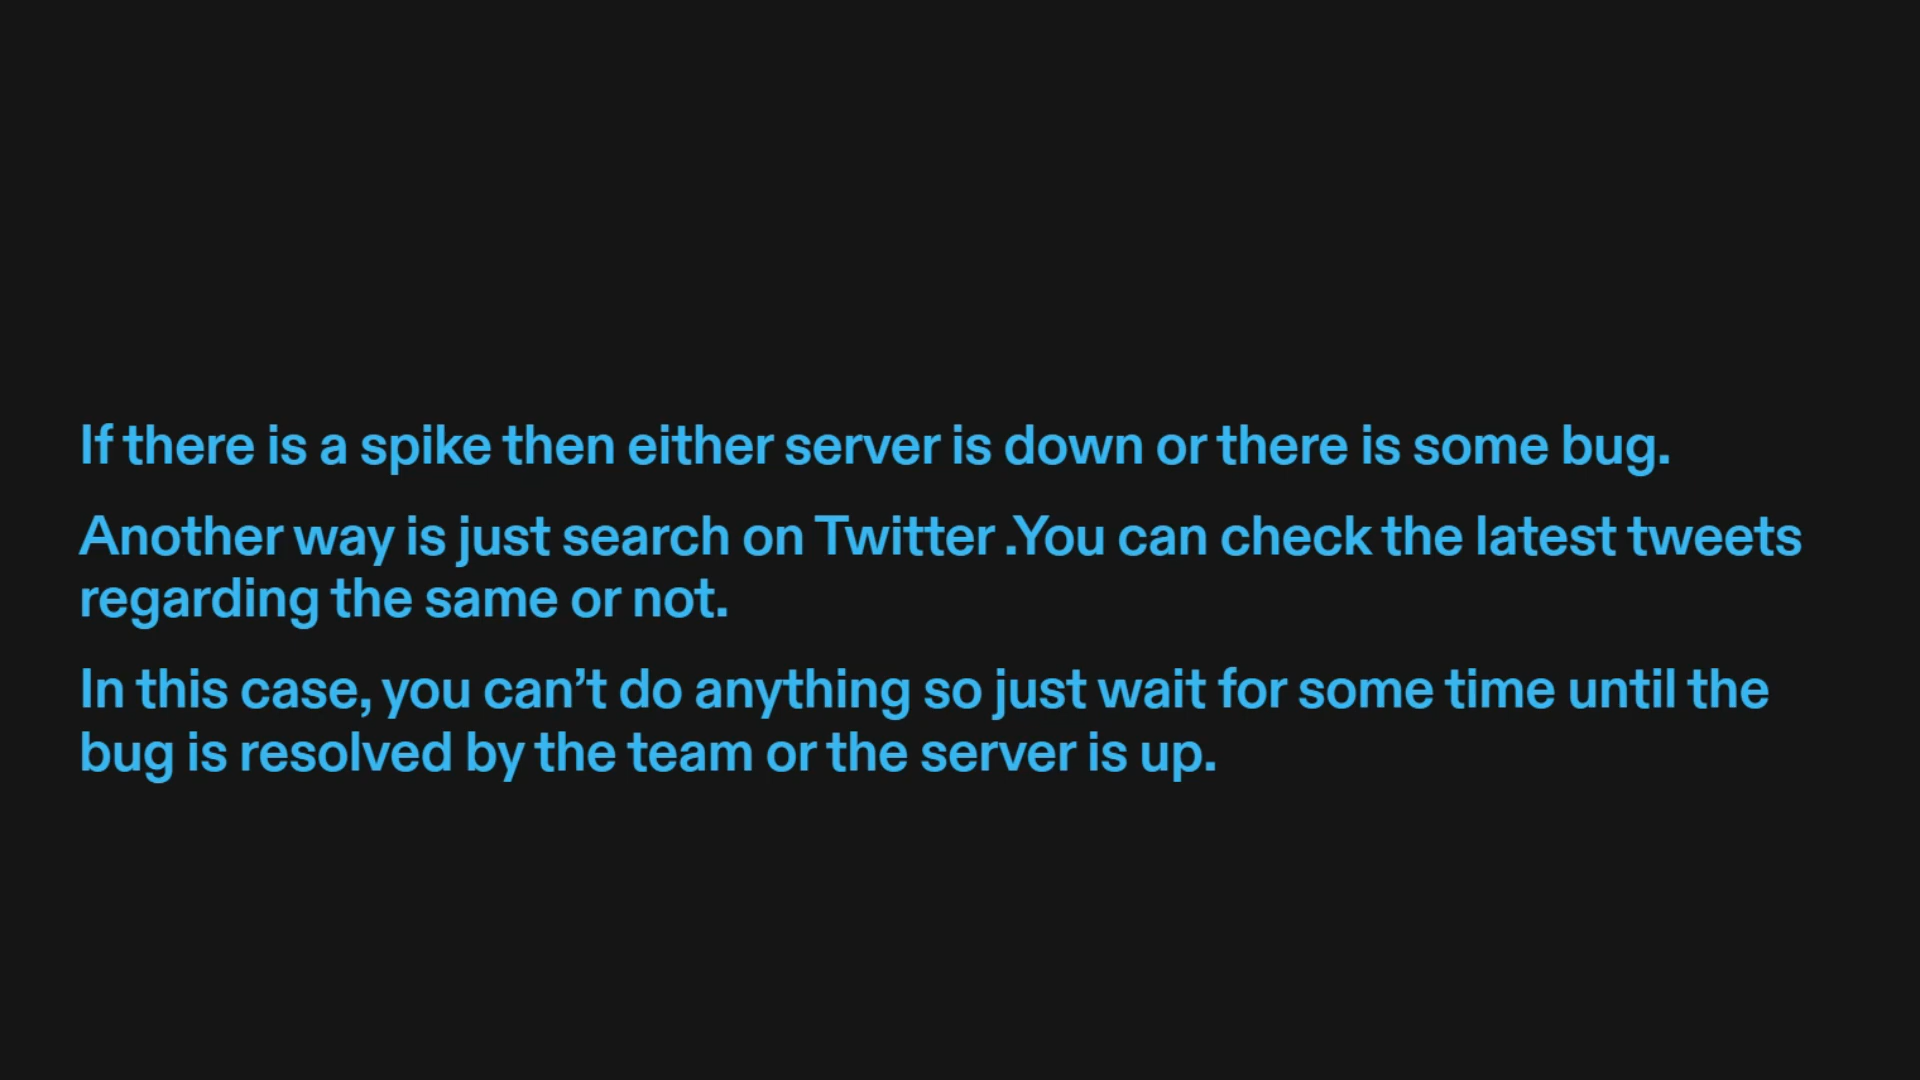 If there is a spike then either server is down or there is some bug.
Another way is just search on Twitter .You can check the latest tweets
regarding the same or not.
In this case, you can’t do anything so just wait for some time until the
bug is resolved by the team or the server is up.